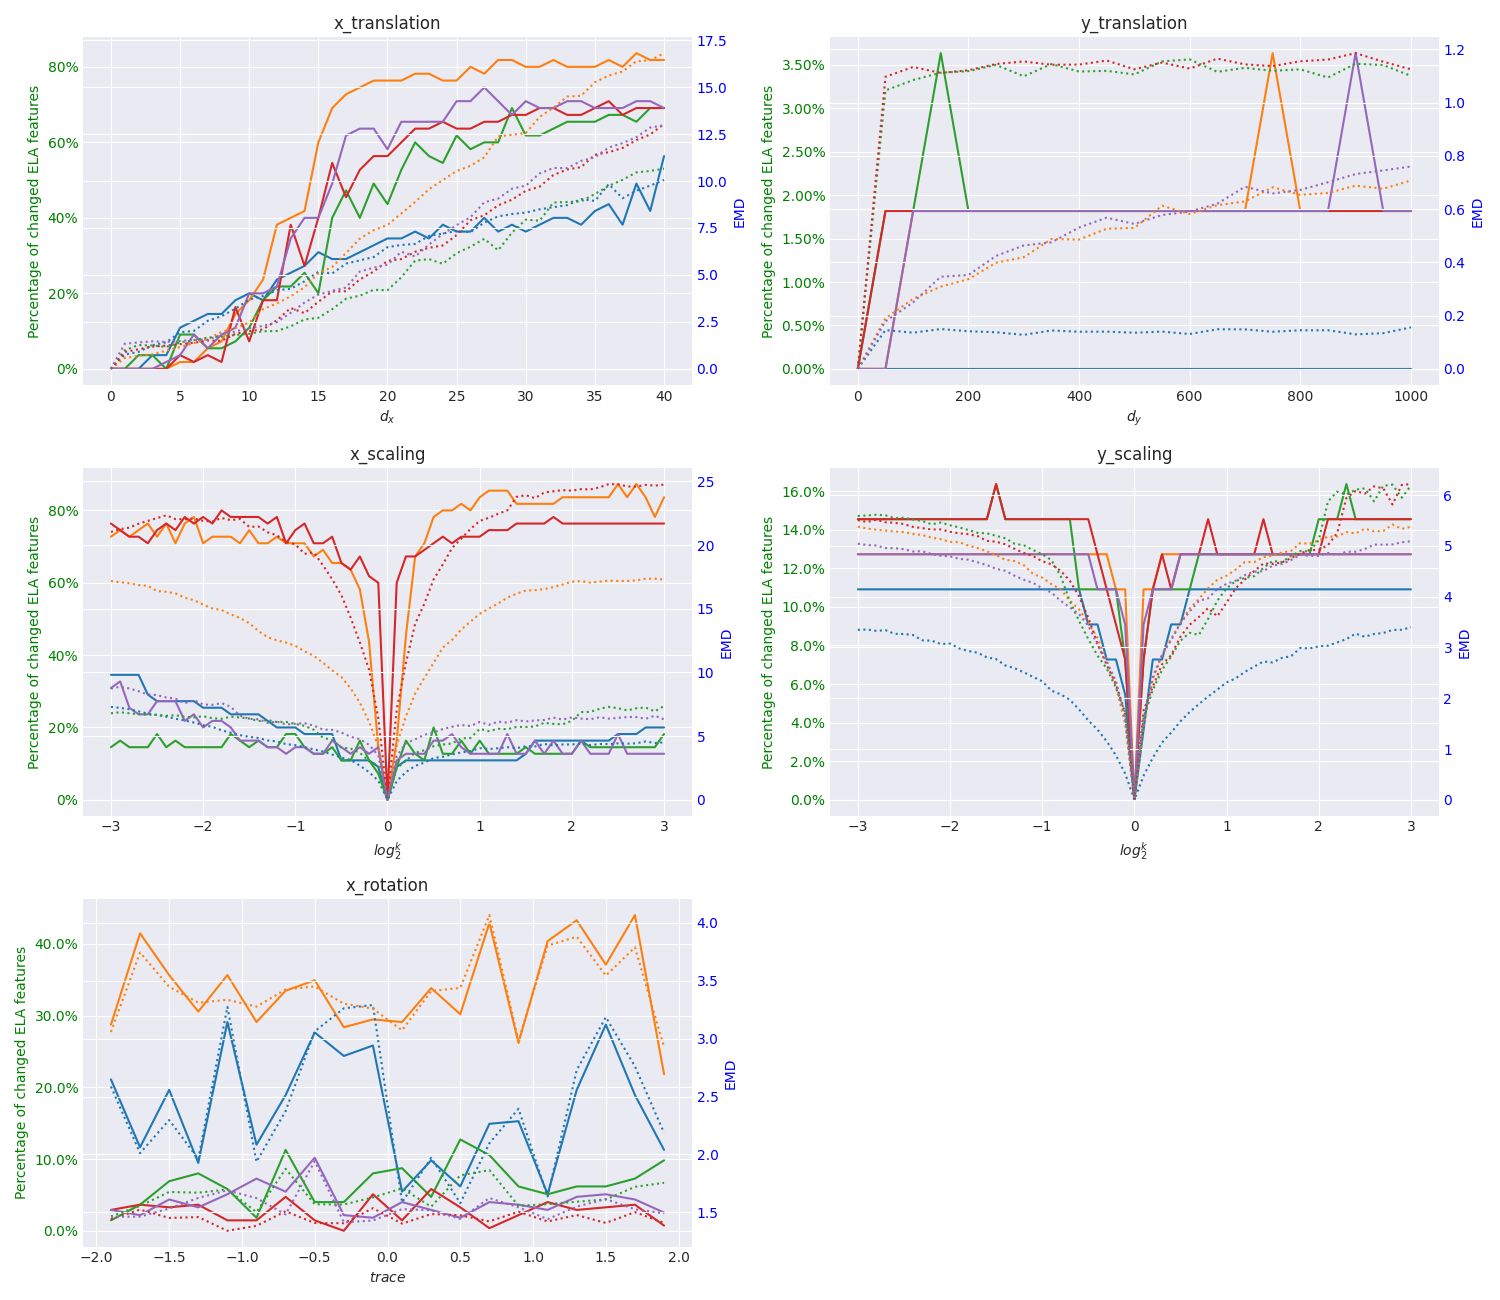 x_translation
Percentage of changed ELA features
80%
60%
40%
20%
0%
17.5
15.0
12.5
10.0
7.5
5.0
2.5
0.0
EMD
0 5 10 15 20 25 30 35 40
d_x
y_translation
Percentage of changed ELA features
3.50%
3.00%
2.50%
2.00%
1.50%
1.00%
0.50%
0.00%
1.2
1.0
0.8
0.6
0.4
0.2
0.0
EMD
0 200 400 600 800 1000
d_y
x_scaling
Percentage of changed ELA features
80%
60%
40%
20%
0%
25
20
15
10
5
0
EMD
−3 −2 −1 0 1 2 3
log_2^k
y_scaling
Percentage of changed ELA features
16.0%
14.0%
12.0%
10.0%
8.0%
6.0%
4.0%
2.0%
0.0%
6
5
4
3
2
1
0
EMD
−3 −2 −1 0 1 2 3
log_2^k
x_rotation
Percentage of changed ELA features
40.0%
30.0%
20.0%
10.0%
0.0%
4.0
3.5
3.0
2.5
2.0
1.5
EMD
−2.0 −1.5 −1.0 −0.5 0.0 0.5 1.0 1.5 2.0
trace